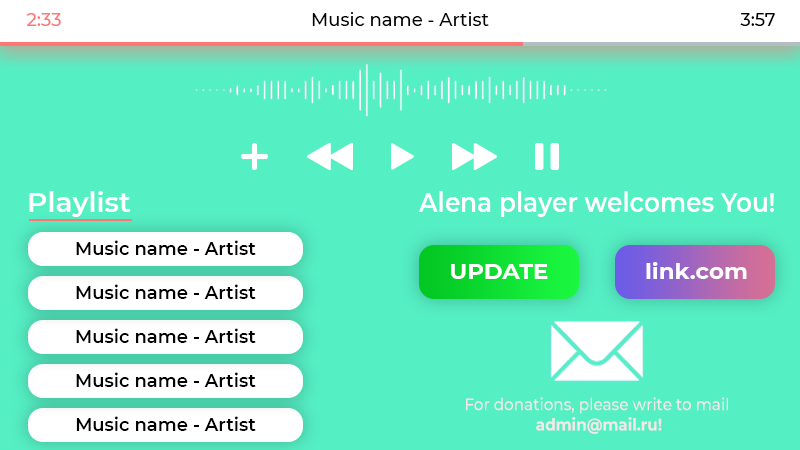 2:33
Music name - Artist
3:57
Playlist
Music name - Artist
Music name - Artist
Music name - Artist
Music name - Artist
Music name - Artist
Alena player welcomes You!
UPDATE
link.com
For donations, please write to mail
admin@mail.ru!